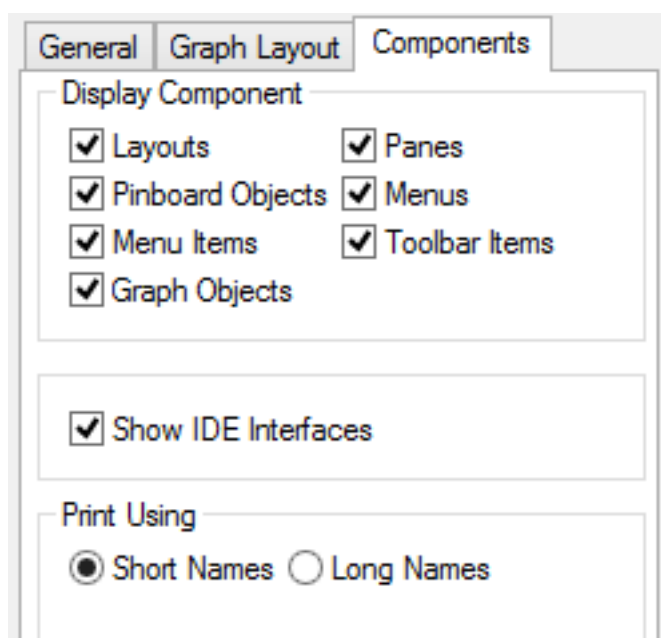 General Graph Layout Components
Display Component
Layouts Panes
Pinboard Objects Menus
Menu Items Toolbar Items
Graph Objects
Show IDE Interfaces
Print Using
Short Names Long Names